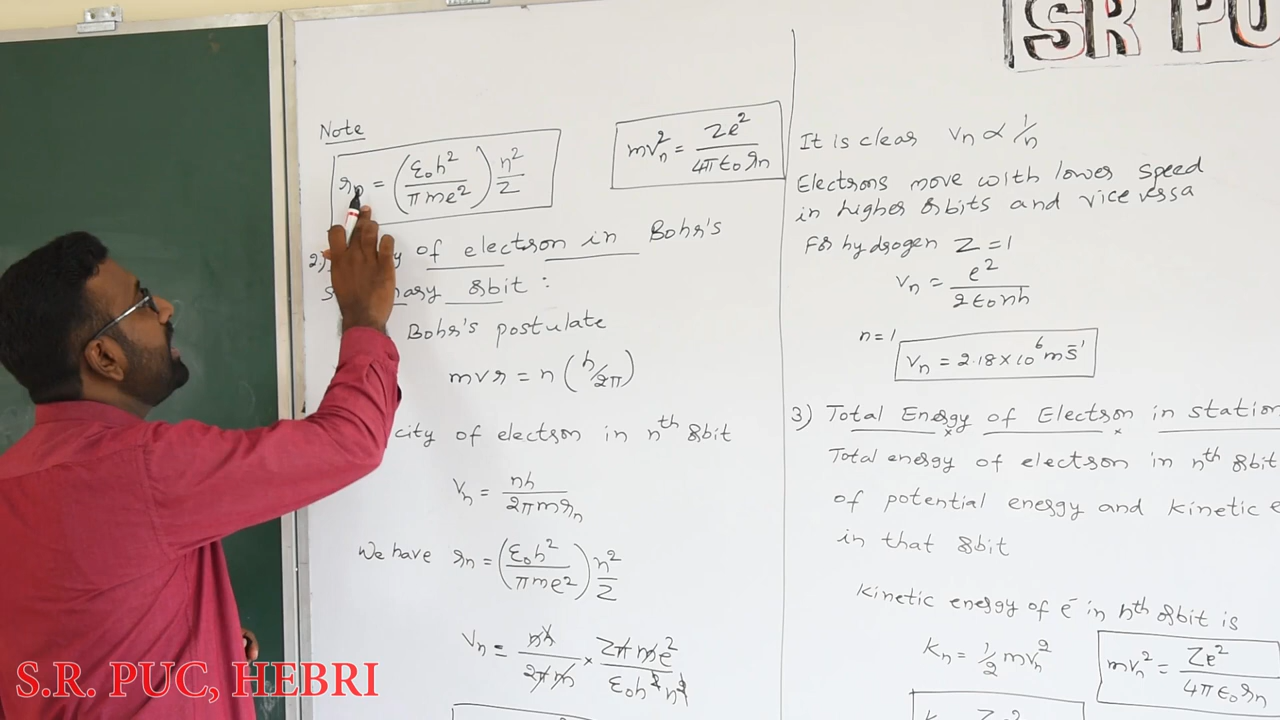 SR PU
Note
rₙ = (ε₀h²/πme²) n²/Z
mvₙ² = Ze²/4πε₀rₙ
2.) of electron in Bohr's
orbit :
Bohr's postulate
mvr = n (h/2π)
city of electron in nᵗʰ orbit
Vₙ = nh/2πmrₙ
We have rₙ = (ε₀h²/πme²) n²/Z
Vₙ = nh/2πm × Zπme²/ε₀h²n²
It is clear Vₙ ∝ 1/n
Electrons move with lower speed
in higher orbits and vice versa
For hydrogen Z = 1
Vₙ = e²/2ε₀nh
n = 1
Vₙ = 2.18 × 10⁶ ms⁻¹
3) Total Energy of Electron in station
Total energy of electron in nᵗʰ orbit
of potential energy and kinetic e
in that orbit
Kinetic energy of e⁻ in nᵗʰ orbit is
Kₙ = 1/2 mvₙ²
mvₙ² = Ze²/4πε₀rₙ
S.R. PUC, HEBRI